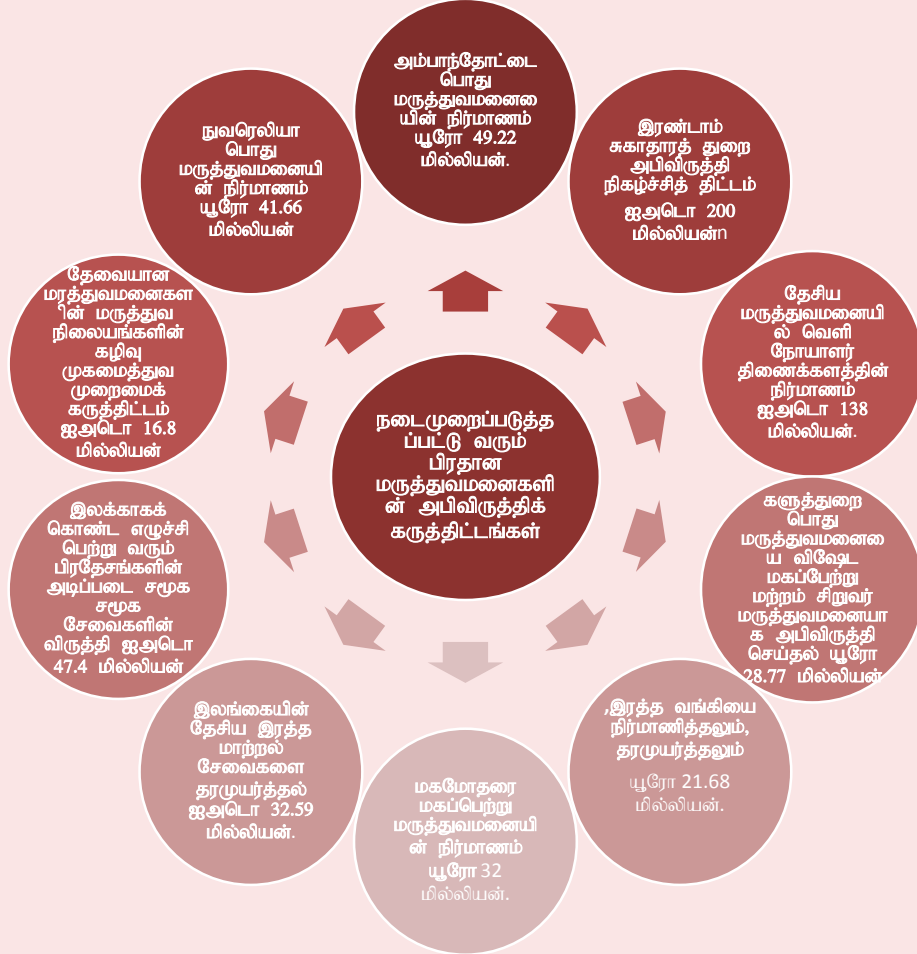 அம்பாந்தோட்டை
பொது
மருத்துவமனை
யின் நிர்மாணம்
யூரோ 49.22
மில்லியன்.
இரண்டாம்
சுகாதாரத் துறை
அபிவிருத்தி
நிகழ்ச்சித் திட்டம்
ஐஅடொ 200
மில்லியன்n
தேசிய
மருத்துவமனையி
ல் வெளி
நோயாளர்
திணைக்களத்தின்
நிர்மாணம்
ஐஅடொ 138
மில்லியன்.
களுத்துறை
பொது
மருத்துவமனை
ய விஷேட
மகப்பேற்று
மற்றம் சிறுவர்
மருத்துவமனையா
க அபிவிருத்தி
செய்தல் யூரோ
28.77 மில்லியன்
,இரத்த வங்கியை
நிர்மாணித்தலும்,
தரமுயர்த்தலும்
யூரோ 21.68
மில்லியன்.
மகமோதரை
மகப்பெற்று
மருத்துவமனையி
ன் நிர்மாணம்
யூரோ 32
மில்லியன்.
இலங்கையின்
தேசிய இரத்த
மாற்றல்
சேவைகளை
தரமுயர்த்தல்
ஐஅடொ 32.59
மில்லியன்.
இலக்காகக்
கொண்ட எழுச்சி
பெற்று வரும்
பிரதேசங்களின்
அடிப்படை சமூக
சமூக
சேவைகளின்
விருத்தி ஐஅடொ
47.4 மில்லியன்
தேவையான
மரத்துவமனைகள
ின் மருத்துவ
நிலையங்களின்
கழிவு
முகமைத்துவ
முறைமைக்
கருத்திட்டம்
ஐஅடொ 16.8
மில்லியன்
நுவரெலியா
பொது
மருத்துவமனையி
ன் நிர்மாணம்
யூரோ 41.66
மில்லியன்
நடைமுறைப்படுத்த
ப்பட்டு வரும்
பிரதான
மருத்துவமனைகளி
ன் அபிவிருத்திக்
கருத்திட்டங்கள்